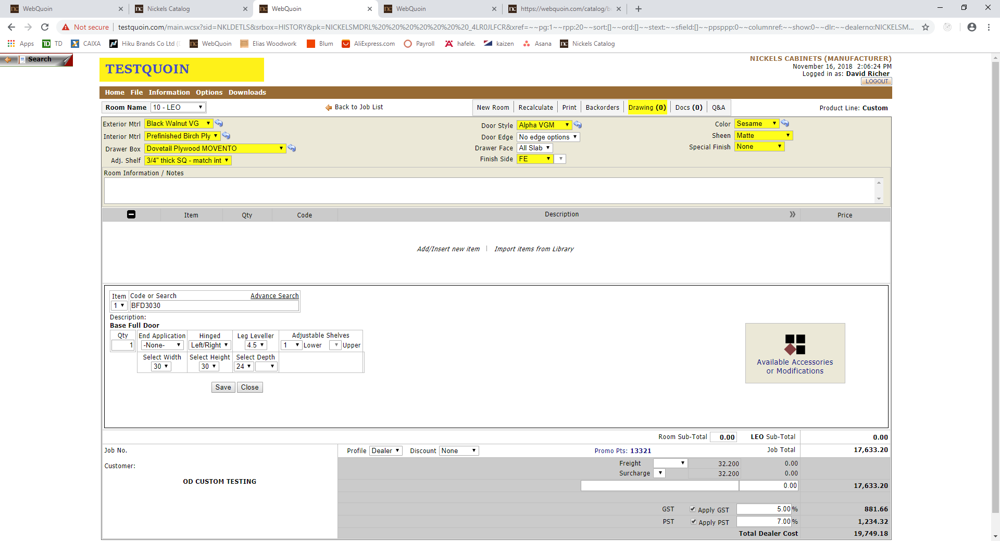 WebQuoin
Nickels Catalog
WebQuoin
WebQuoin
https://webquoin.com/catalog/b
Not secure
testquoin.com/main.wcsx?sid=NKLDETLS&srbox=HISTORY&pk=NICKELSMDRL%20%20%20%20%20%20%20_4LR0JLFCR&xref=~~pg:1~~rpp:20~~sort:[]~~ord:[]~~stext:~~sfield:[]~~ppsppp:0~~columnref:~~show:0~~dlr:~~dealerno:NICKELSM...
Apps
TD
CAIXA
Hiku Brands Co Ltd
WebQuoin
Elias Woodwork
Blum
AliExpress.com
Payroll
hafele.
kaizen
Asana
Nickels Catalog
Search
TESTQUOIN
NICKELS CABINETS (MANUFACTURER)
November 16, 2018 2:06:24 PM
Logged in as: David Richer
LOGOUT
Home File Information Options Downloads
Room Name 10 - LEO
Back to Job List
New Room Recalculate Print Backorders Drawing (0) Docs (0) Q&A
Product Line: Custom
Exterior Mtrl Black Walnut VG
Interior Mtrl Prefinished Birch Ply
Drawer Box Dovetail Plywood MOVENTO
Adj. Shelf 3/4" thick SQ - match int
Door Style Alpha VGM
Door Edge No edge options
Drawer Face All Slab
Finish Side FE
Color Sesame
Sheen Matte
Special Finish None
Room Information / Notes
Item Qty Code Description » Price
Add/Insert new item | Import items from Library
Item Code or Search Advance Search
1 BFD3030
Description:
Base Full Door
Qty End Application Hinged Leg Leveller Adjustable Shelves
1 -None- Left/Right 4.5 1 Lower Upper
Select Width Select Height Select Depth
30 30 24
Save Close
Available Accessories
or Modifications
Room Sub-Total 0.00 LEO Sub-Total 0.00
Job No.
Profile Dealer Discount None Promo Pts: 13321 Job Total 17,633.20
Customer:
OD CUSTOM TESTING
Freight 32.200 0.00
Surcharge 32.200 0.00
0.00 17,633.20
GST Apply GST 5.00 % 881.66
PST Apply PST 7.00 % 1,234.32
Total Dealer Cost 19,749.18